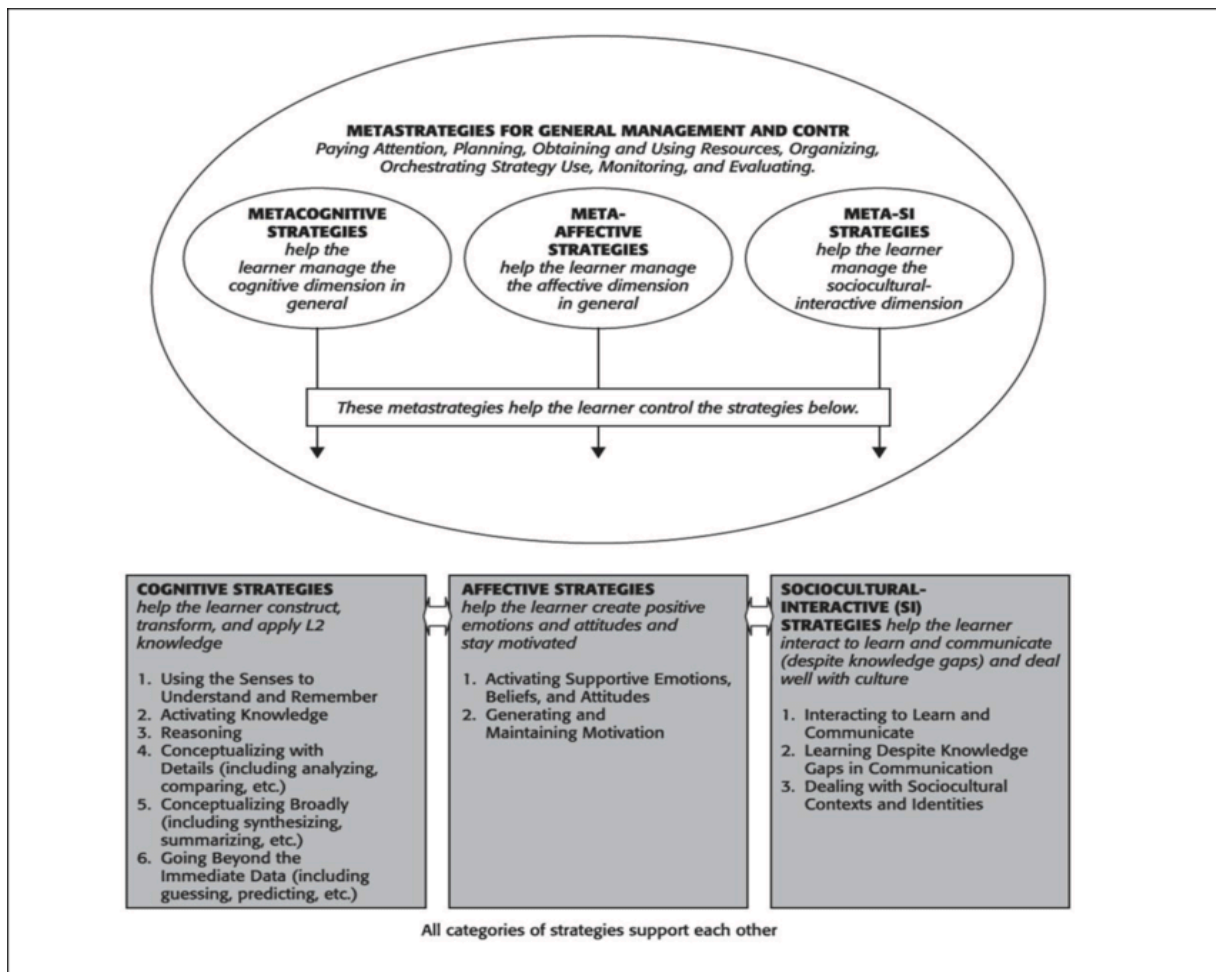 METASTRATEGIES FOR GENERAL MANAGEMENT AND CONTR
Paying Attention, Planning, Obtaining and Using Resources, Organizing,
Orchestrating Strategy Use, Monitoring, and Evaluating.
METACOGNITIVE
STRATEGIES
help the
learner manage the
cognitive dimension in
general
META-
AFFECTIVE
STRATEGIES
help the learner manage
the affective dimension
in general
META-SI
STRATEGIES
help the learner
manage the
sociocultural-
interactive dimension
These metastrategies help the learner control the strategies below.
COGNITIVE STRATEGIES
help the learner construct,
transform, and apply L2
knowledge
1. Using the Senses to
Understand and Remember
2. Activating Knowledge
3. Reasoning
4. Conceptualizing with
Details (including analyzing,
comparing, etc.)
5. Conceptualizing Broadly
(including synthesizing,
summarizing, etc.)
6. Going Beyond the
Immediate Data (including
guessing, predicting, etc.)
AFFECTIVE STRATEGIES
help the learner create positive
emotions and attitudes and
stay motivated
1. Activating Supportive Emotions,
Beliefs, and Attitudes
2. Generating and
Maintaining Motivation
SOCIOCULTURAL-
INTERACTIVE (SI)
STRATEGIES help the learner
interact to learn and communicate
(despite knowledge gaps) and deal
well with culture
1. Interacting to Learn and
Communicate
2. Learning Despite Knowledge
Gaps in Communication
3. Dealing with Sociocultural
Contexts and Identities
All categories of strategies support each other